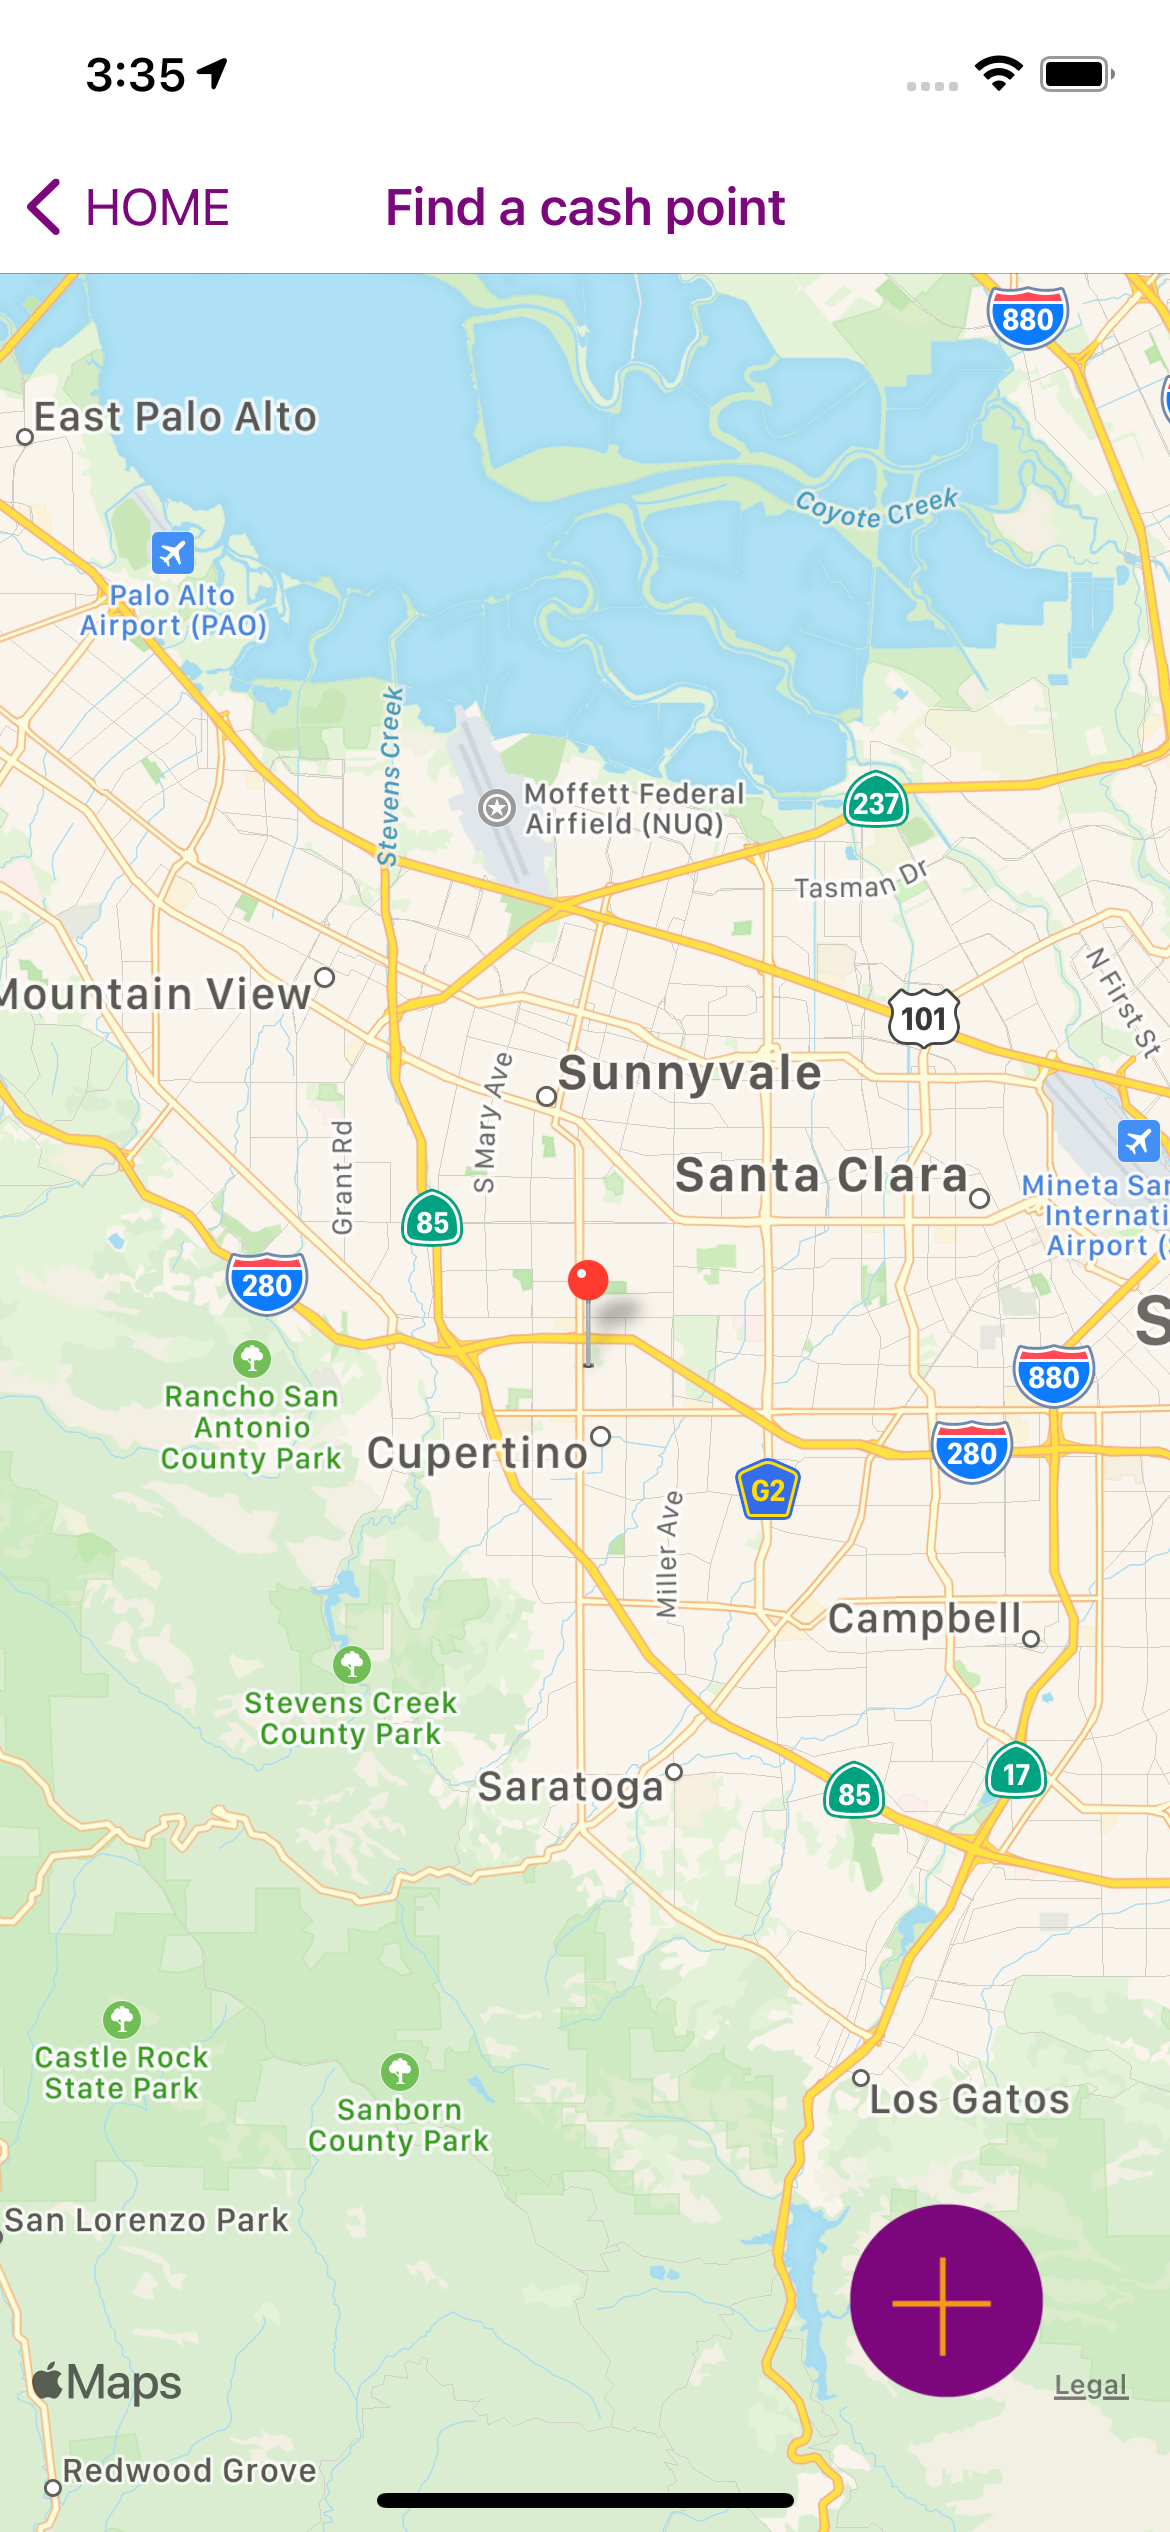 3:35
HOME
Find a cash point
880
East Palo Alto
Coyote Creek
Palo Alto
Airport (PAO)
Stevens Creek
Moffett Federal
Airfield (NUQ)
237
Tasman Dr
N First St
Mountain View
101
Sunnyvale
S Mary Ave
Grant Rd
Santa Clara
Mineta San
Internati
Airport (S
85
280
S
Rancho San
Antonio
County Park
880
Cupertino
280
G2
Miller Ave
Campbell
Stevens Creek
County Park
Saratoga
85
17
Castle Rock
State Park
Sanborn
County Park
Los Gatos
San Lorenzo Park
Maps
Legal
Redwood Grove